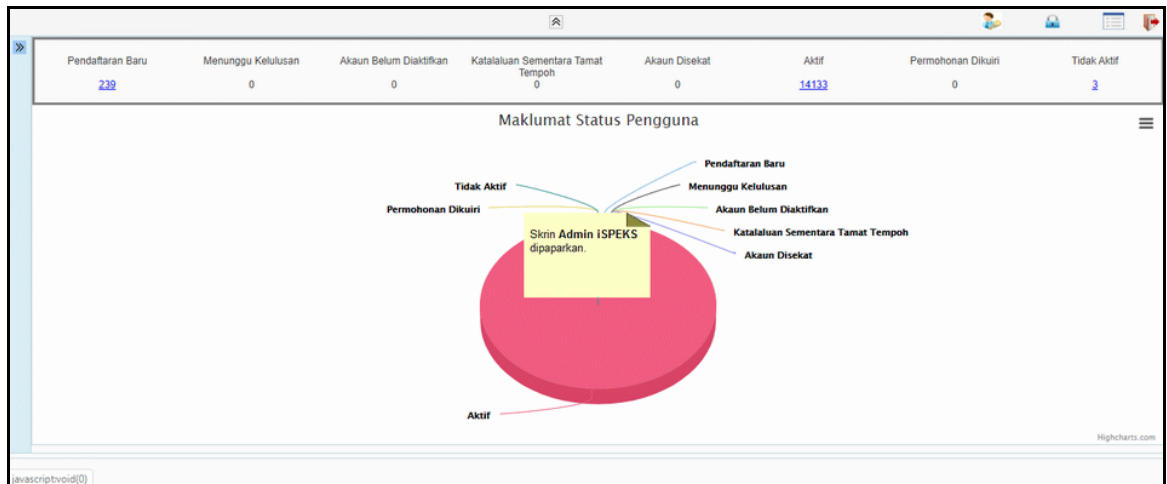 Pendaftaran Baru
Menunggu Kelulusan
Akaun Belum Diaktifkan
Katalaluan Sementara Tamat
Tempoh
Akaun Disekat
Aktif
Permohonan Dikuiri
Tidak Aktif
239
0
0
0
0
14133
0
3
Maklumat Status Pengguna
Pendaftaran Baru
Tidak Aktif
Menunggu Kelulusan
Permohonan Dikuiri
Akaun Belum Diaktifkan
Katalaluan Sementara Tamat Tempoh
Akaun Disekat
Skrin Admin iSPEKS
dipaparkan.
Aktif
Highcharts.com
javascript:void(0)